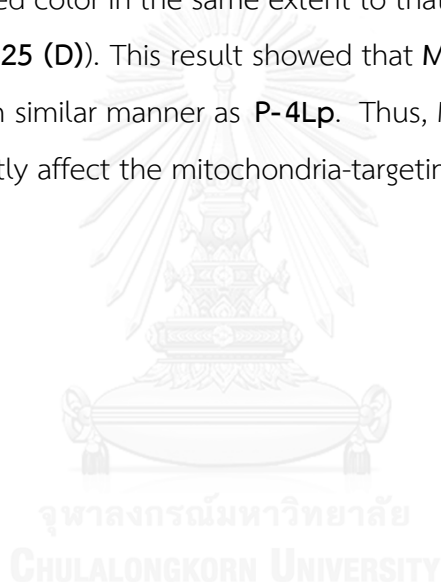 ed color in the same extent to that
25 (D)). This result showed that M
n similar manner as P-4Lp. Thus, M
tly affect the mitochondria-targetin
จุฬาลงกรณ์มหาวิทยาลัย
CHULALONGKORN UNIVERSITY